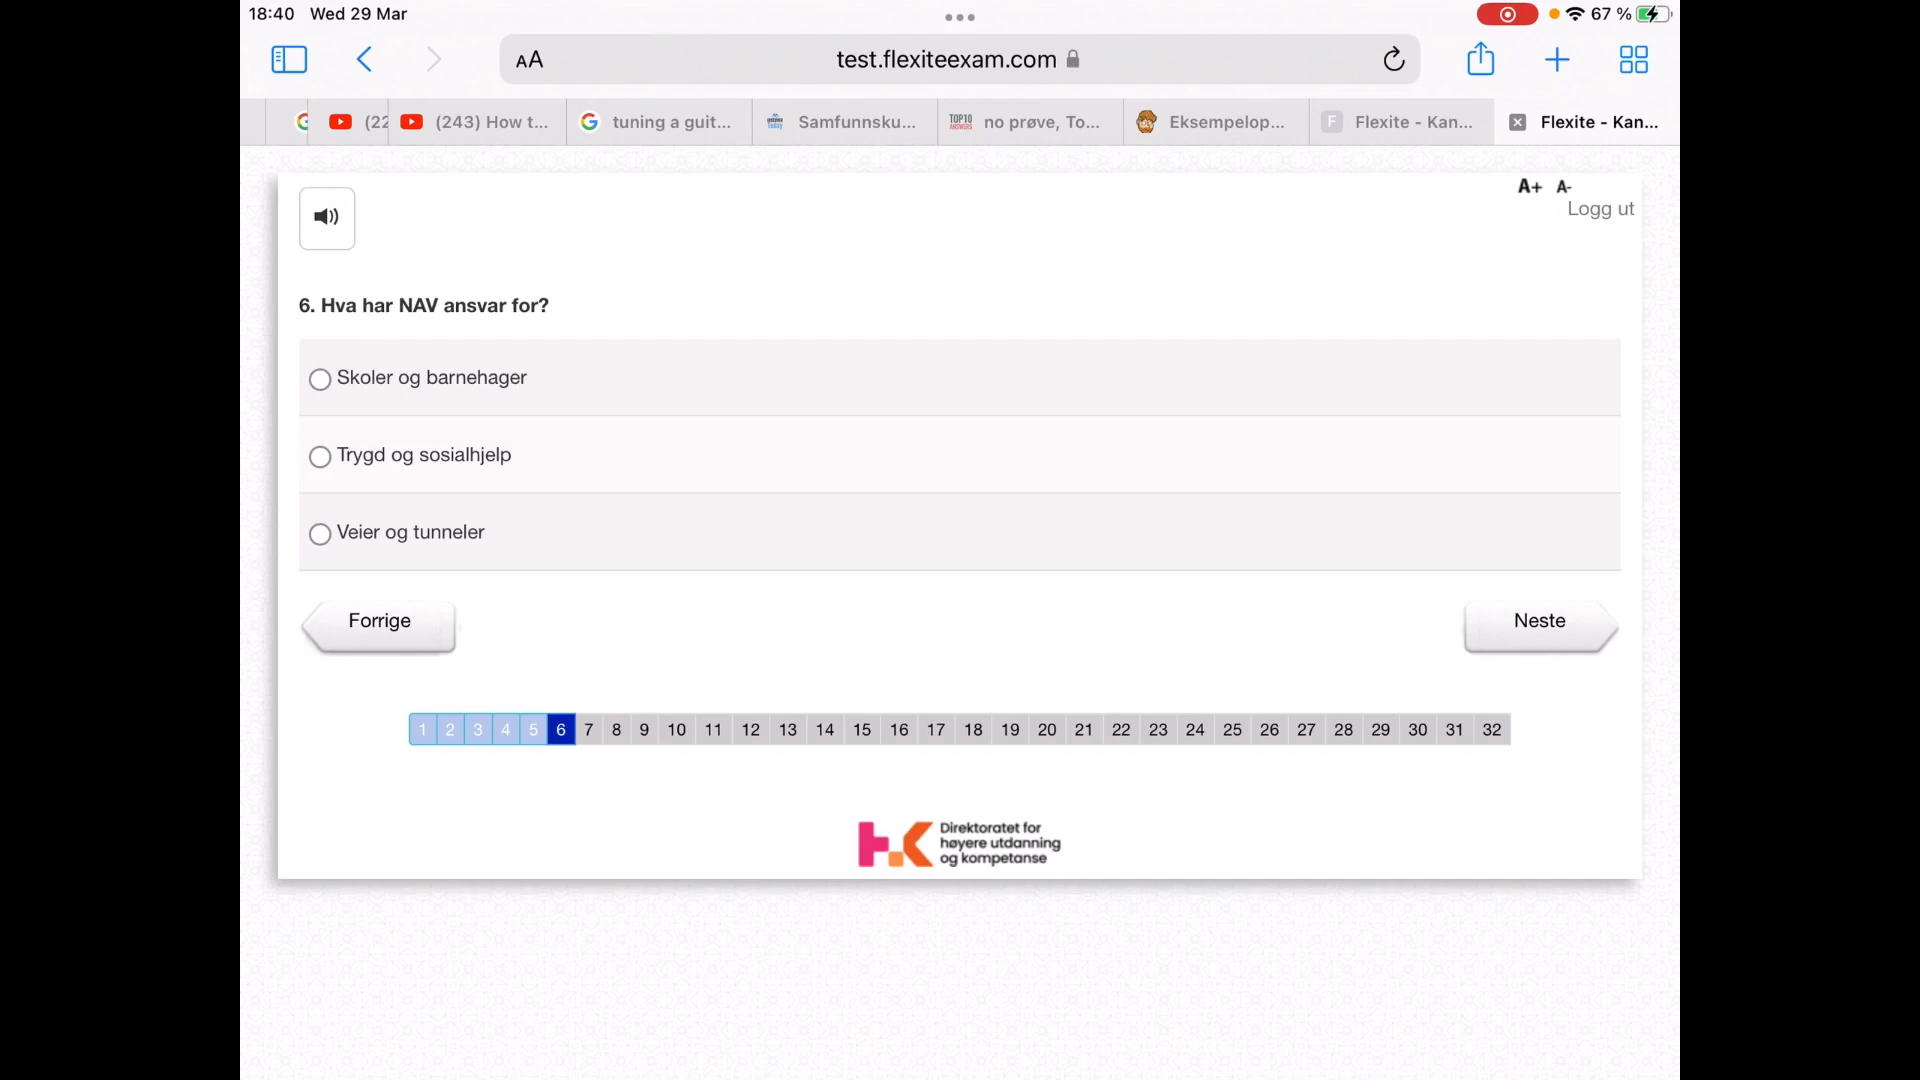 18:40 Wed 29 Mar
67 %
AA
test.flexiteexam.com
(22
(243) How t...
tuning a guit...
Samfunnsku...
TOP10 ANSWERS
no prøve, To...
Eksempelop...
F Flexite - Kan...
Flexite - Kan...
A+ A-
Logg ut
6. Hva har NAV ansvar for?
Skoler og barnehager
Trygd og sosialhjelp
Veier og tunneler
Forrige
Neste
1 2 3 4 5 6 7 8 9 10 11 12 13 14 15 16 17 18 19 20 21 22 23 24 25 26 27 28 29 30 31 32
Direktoratet for
høyere utdanning
og kompetanse